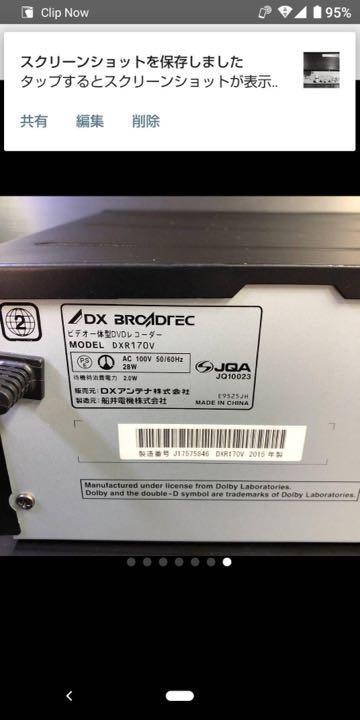 Clip Now
95%
スクリーンショットを保存しました
タップするとスクリーンショットが表示..
共有 編集 削除
2
DX BROADTEC
ビデオ一体型DVDレコーダー
MODEL DXR170V
PS
E
AC 100V 50/60Hz
28W
JQA
JQ10023
待機時消費電力 2.0W
販売元:DXアンテナ株式会社
製造元:船井電機株式会社
E9525JH
MADE IN CHINA
製造番号 J17575846 DXR170V 2015年製
Manufactured under license from Dolby Laboratories.
Dolby and the double-D symbol are trademarks of Dolby Laboratories.